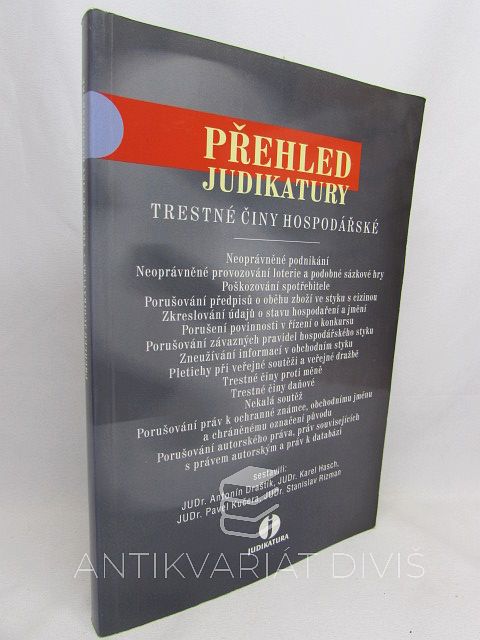 PŘEHLED
JUDIKATURY
TRESTNÉ ČINY HOSPODÁŘSKÉ
Neoprávněné podnikání
Neoprávněné provozování loterie a podobné sázkové hry
Poškozování spotřebitele
Porušování předpisů o oběhu zboží ve styku s cizinou
Zkreslování údajů o stavu hospodaření a jmění
Porušení povinnosti v řízení o konkursu
Porušování závazných pravidel hospodářského styku
Zneužívání informací v obchodním styku
Pletichy při veřejné soutěži a veřejné dražbě
Trestné činy proti měně
Trestné činy daňové
Nekalá soutěž
Porušování práv k ochranné známce, obchodnímu jménu
a chráněnému označení původu
Porušování autorského práva, práv souvisejících
s právem autorským a práv k databázi
sestavili:
JUDr. Antonín Draštík, JUDr. Karel Hasch,
JUDr. Pavel Kučera, JUDr. Stanislav Rizman
JUDIKATURA
ANTIKVARIÁT DIVIŠ